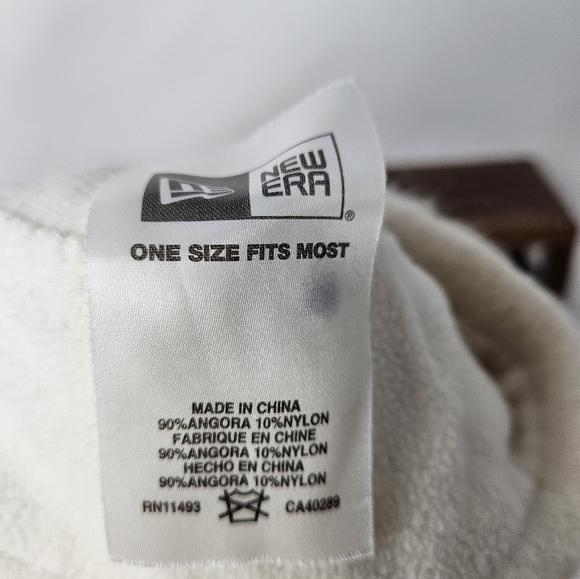 NEW
ERA
®
ONE SIZE FITS MOST
MADE IN CHINA
90%ANGORA 10%NYLON
FABRIQUE EN CHINE
90%ANGORA 10%NYLON
HECHO EN CHINA
90%ANGORA 10%NYLON
RN11493 CA40289